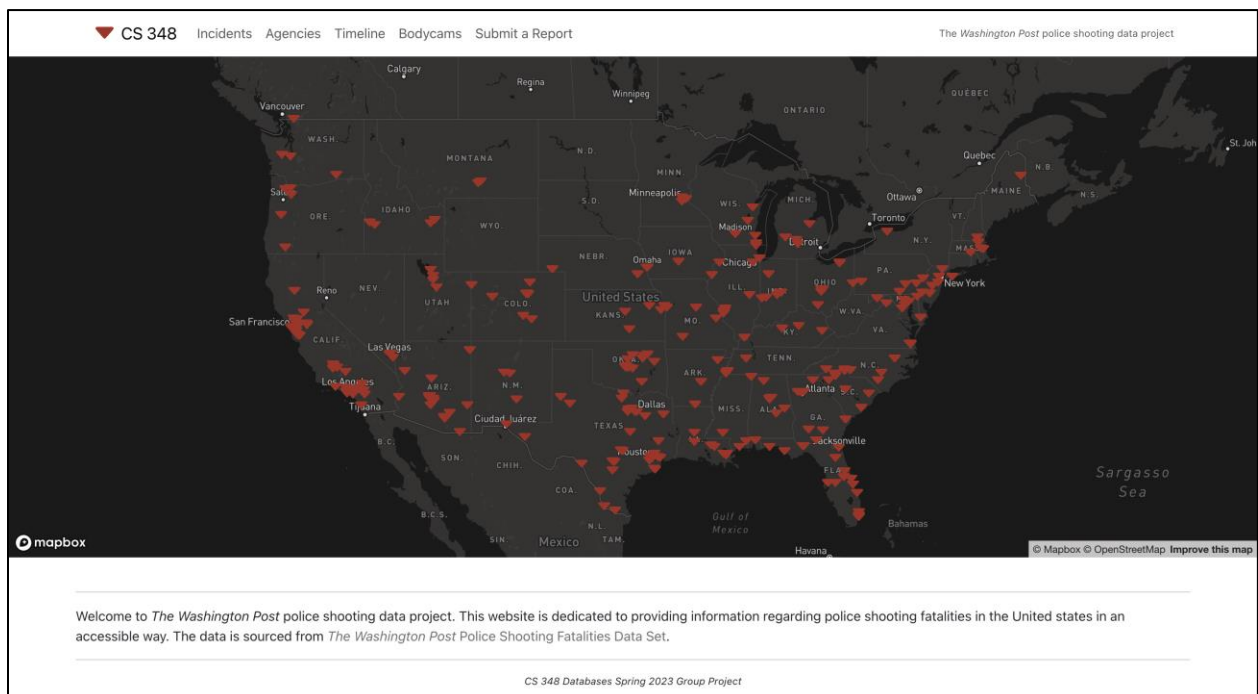 CS 348 Incidents Agencies Timeline Bodycams Submit a Report The Washington Post police shooting data project
Calgary
Regina
Winnipeg
Vancouver
ONTARIO
QUÉBEC
WASH.
MONTANA
N.D.
MINN.
Quebec
N.B.
St. Joh
Minneapolis
Ottawa
MAINE
N.S.
ORE.
IDAHO
S.D.
WIS.
MICH.
Toronto
VT.
WYO.
Madison
Detroit
N.Y.
MAS
NEBR.
Omaha
IOWA
Chicago
PA.
New York
Reno
NEV.
UTAH
COLO.
United States
ILL.
OHIO
W.VA.
San Francisco
KANS.
MO.
KY.
VA.
CALIF.
Las Vegas
TENN.
N.C.
Los Angeles
ARIZ.
N.M.
ARK.
Atlanta
S.C.
Tijuana
Dallas
MISS.
ALA
GA.
Ciudad Juárez
TEXAS
Jacksonville
B.C.
SON.
CHIH.
Houston
FLA
Sargasso
Sea
COA.
B.C.S.
Gulf of
Mexico
Bahamas
N.L.
SIN.
Mexico
TAM.
Havana
mapbox
© Mapbox © OpenStreetMap Improve this map
Welcome to The Washington Post police shooting data project. This website is dedicated to providing information regarding police shooting fatalities in the United states in an
accessible way. The data is sourced from The Washington Post Police Shooting Fatalities Data Set.
CS 348 Databases Spring 2023 Group Project